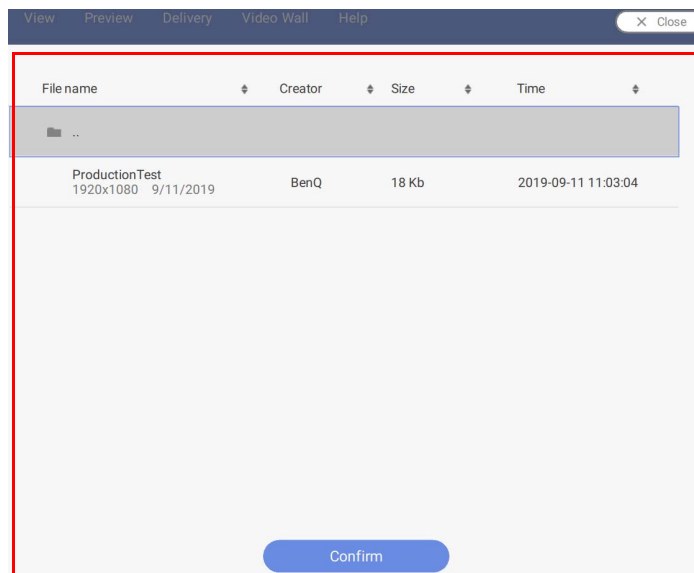 View Preview Delivery Video Wall Help × Close
File name Creator Size Time
..
ProductionTest
1920x1080 9/11/2019 BenQ 18 Kb 2019-09-11 11:03:04
Confirm